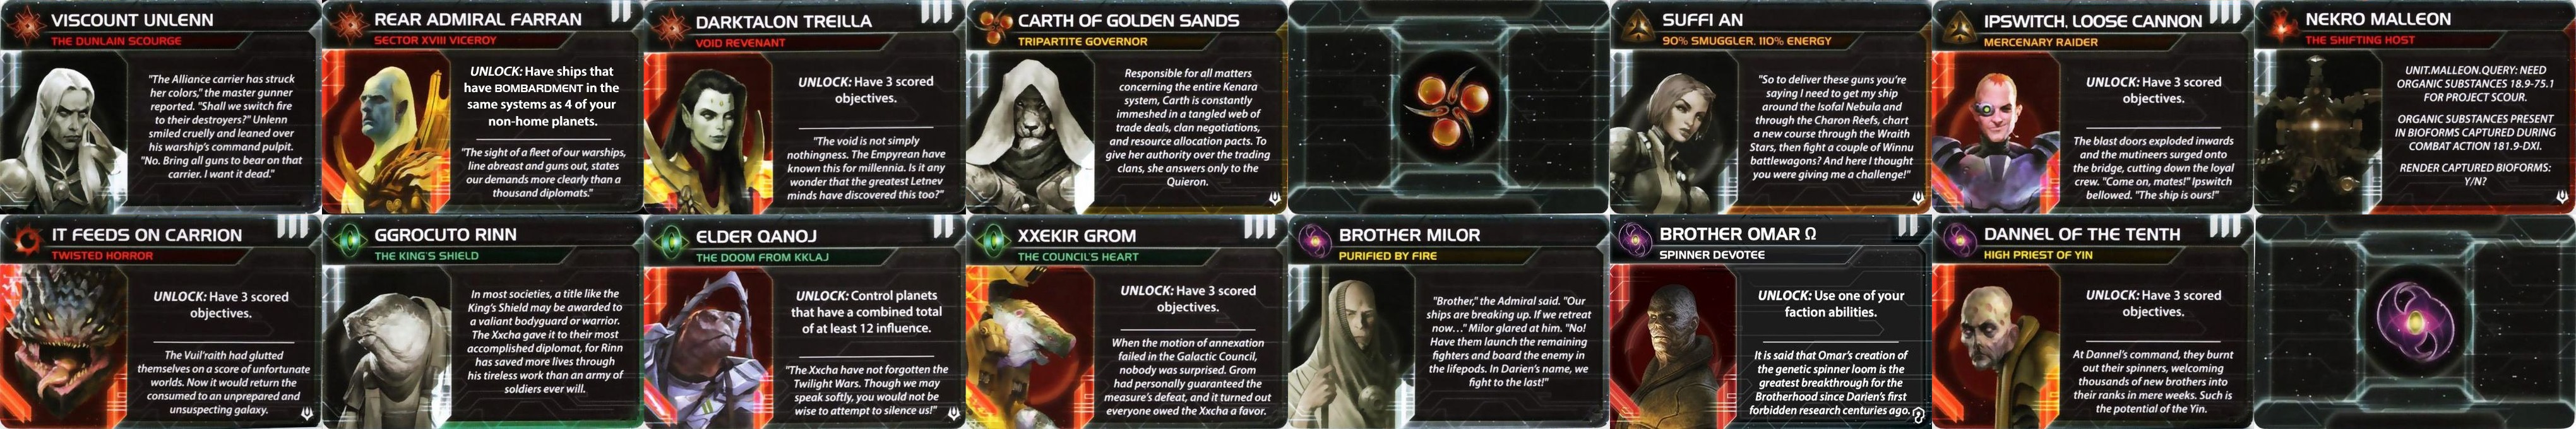 VISCOUNT UNLENN
THE DUNLAIN SCOURGE
"The Alliance carrier has struck
her colors," the master gunner
reported. "Shall we switch fire
to their destroyers?" Unlenn
smiled cruelly and leaned over
his warship's command pulpit.
"No. Bring all guns to bear on that
carrier. I want it dead."
REAR ADMIRAL FARRAN
SECTOR XVIII VICEROY
UNLOCK: Have ships that
have BOMBARDMENT in the
same systems as 4 of your
non-home planets.
"The sight of a fleet of our warships,
line abreast and guns out, states
our demands more clearly than a
thousand diplomats."
DARKTALON TREILLA
VOID REVENANT
UNLOCK: Have 3 scored
objectives.
"The void is not simply
nothingness. The Empyrean have
known this for millennia. Is it any
wonder that the greatest Letnev
minds have discovered this too?"
CARTH OF GOLDEN SANDS
TRIPARTITE GOVERNOR
Responsible for all matters
concerning the entire Kenara
system, Carth is constantly
immeshed in a tangled web of
trade deals, clan negotiations,
and resource allocation pacts. To
give her authority over the trading
clans, she answers only to the
Quieron.
SUFFI AN
90% SMUGGLER, 110% ENERGY
"So to deliver these guns you're
saying I need to get my ship
around the Isofal Nebula and
through the Charon Reefs, chart
a new course through the Wraith
Stars, then fight a couple of Winnu
battlewagons? And here I thought
you were giving me a challenge!"
IPSWITCH, LOOSE CANNON
MERCENARY RAIDER
UNLOCK: Have 3 scored
objectives.
The blast doors exploded inwards
and the mutineers surged onto
the bridge, cutting down the loyal
crew. "Come on, mates!" Ipswitch
bellowed. "The ship is ours!"
NEKRO MALLEON
THE SHIFTING HOST
UNIT.MALLEON.QUERY: NEED
ORGANIC SUBSTANCES 18.9-75.1
FOR PROJECT SCOUR.
ORGANIC SUBSTANCES PRESENT
IN BIOFORMS CAPTURED DURING
COMBAT ACTION 181.9-DXI.
RENDER CAPTURED BIOFORMS:
Y/N?
IT FEEDS ON CARRION
TWISTED HORROR
UNLOCK: Have 3 scored
objectives.
The Vuil'raith had glutted
themselves on a score of unfortunate
worlds. Now it would return the
consumed to an unprepared and
unsuspecting galaxy.
GGROCUTO RINN
THE KING'S SHIELD
In most societies, a title like the
King's Shield may be awarded to
a valiant bodyguard or warrior.
The Xxcha gave it to their most
accomplished diplomat, for Rinn
has saved more lives through
his tireless work than an army of
soldiers ever will.
ELDER QANOJ
THE DOOM FROM KKLAJ
UNLOCK: Control planets
that have a combined total
of at least 12 influence.
"The Xxcha have not forgotten the
Twilight Wars. Though we may
speak softly, you would not be
wise to attempt to silence us!"
XXEKIR GROM
THE COUNCIL'S HEART
UNLOCK: Have 3 scored
objectives.
When the motion of annexation
failed in the Galactic Council,
nobody was surprised. Grom
had personally guaranteed the
measure's defeat, and it turned out
everyone owed the Xxcha a favor.
BROTHER MILOR
PURIFIED BY FIRE
"Brother," the Admiral said. "Our
ships are breaking up. If we retreat
now…" Milor glared at him. "No!
Have them launch the remaining
fighters and board the enemy in
the lifepods. In Darien's name, we
fight to the last!"
BROTHER OMAR Ω
SPINNER DEVOTEE
UNLOCK: Use one of your
faction abilities.
It is said that Omar's creation of
the genetic spinner loom is the
greatest breakthrough for the
Brotherhood since Darien's first
forbidden research centuries ago.
DANNEL OF THE TENTH
HIGH PRIEST OF YIN
UNLOCK: Have 3 scored
objectives.
At Dannel's command, they burnt
out their spinners, welcoming
thousands of new brothers into
their ranks in mere weeks. Such is
the potential of the Yin.